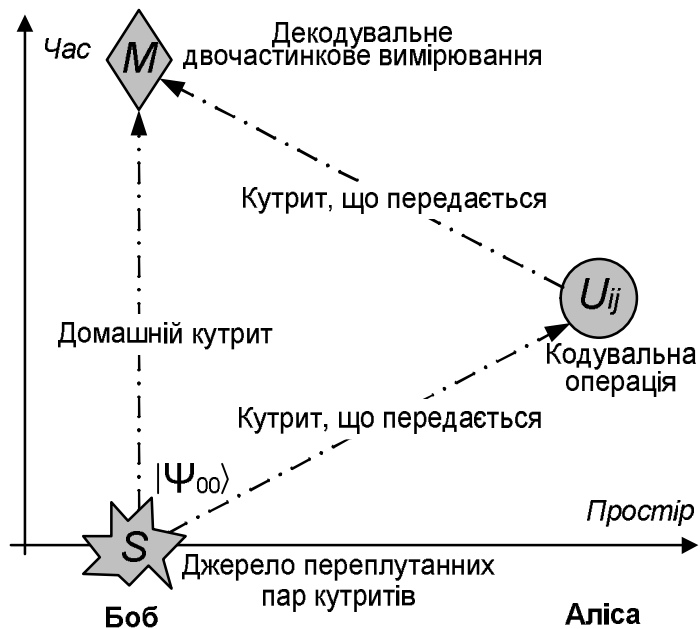 Час
M
Декодувальне
двочастинкове вимірювання
Кутрит, що передається
Uij
Домашній кутрит
Кодувальна
операція
Кутрит, що передається
|Ψ00⟩
Простір
S
Джерело переплутанних
пар кутритів
Боб
Аліса